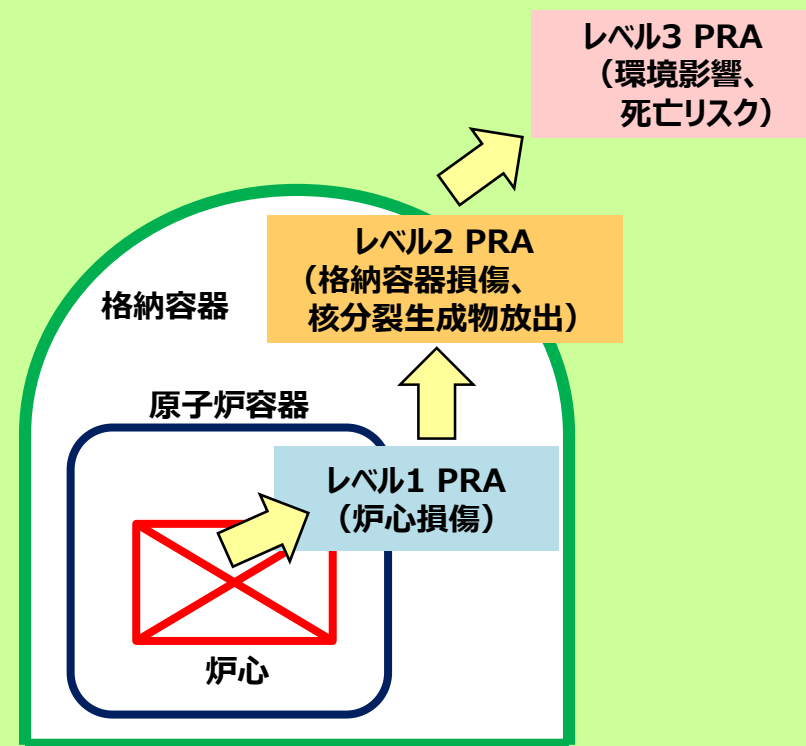 レベル3 PRA
（環境影響、
死亡リスク）
レベル2 PRA
（格納容器損傷、
核分裂生成物放出）
格納容器
原子炉容器
レベル1 PRA
（炉心損傷）
炉心